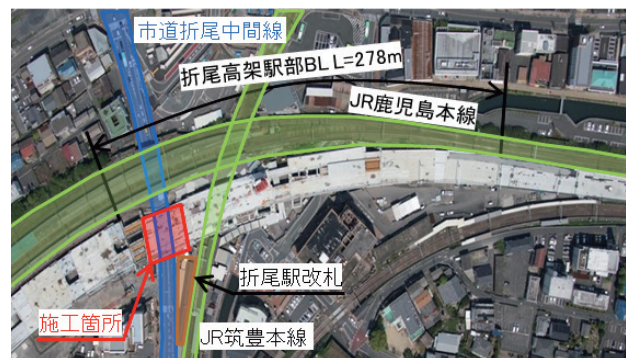 市道折尾中間線
折尾高架駅部BL L=278m
JR鹿児島本線
折尾駅改札
施工箇所
JR筑豊本線